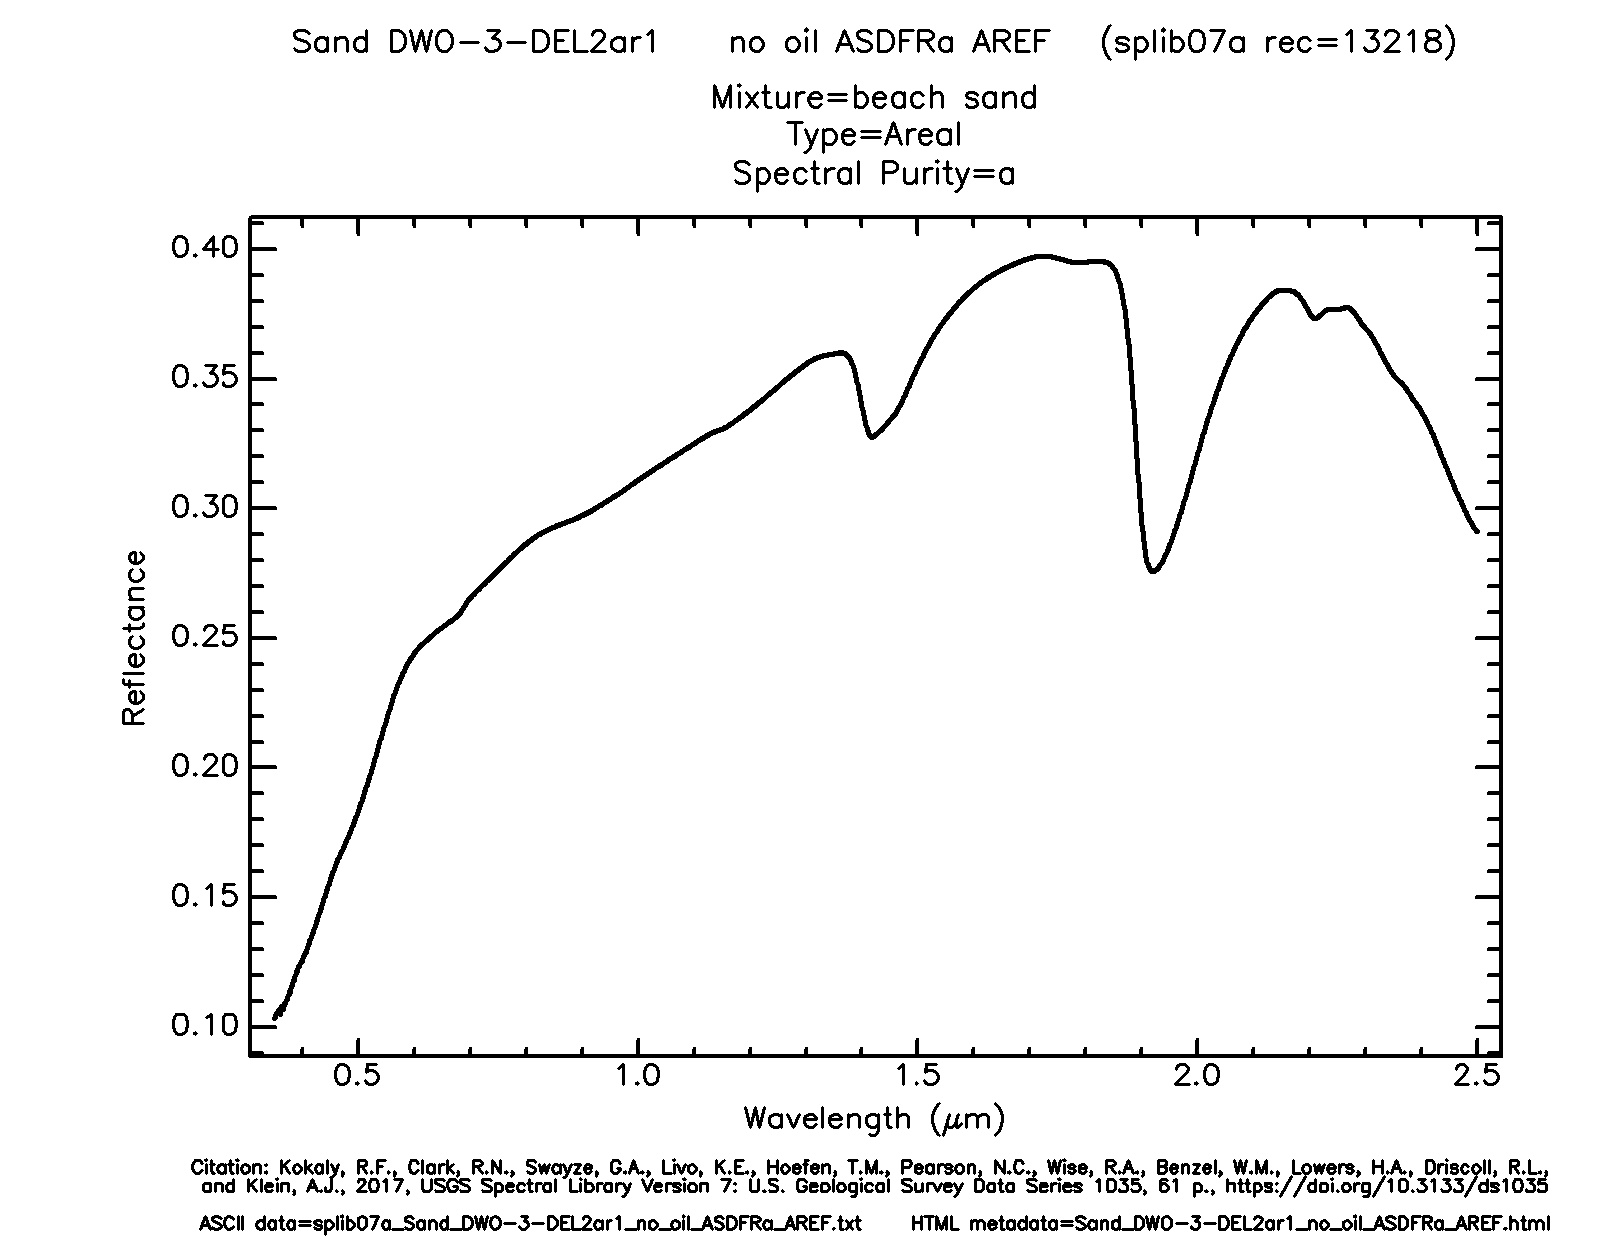 Sand DWO-3-DEL2ar1 no oil ASDFRa AREF (splib07a rec=13218)
Mixture=beach sand
Type=Areal
Spectral Purity=a
0.40
0.35
0.30
0.25
0.20
0.15
0.10
Reflectance
0.5 1.0 1.5 2.0 2.5
Wavelength (μm)
Citation: Kokaly, R.F., Clark, R.N., Swayze, G.A., Livo, K.E., Hoefen, T.M., Pearson, N.C., Wise, R.A., Benzel, W.M., Lowers, H.A., Driscoll, R.L.,
and Klein, A.J., 2017, USGS Spectral Library Version 7: U.S. Geological Survey Data Series 1035, 61 p., https://doi.org/10.3133/ds1035
ASCII data=splib07a_Sand_DWO-3-DEL2ar1_no_oil_ASDFRa_AREF.txt HTML metadata=Sand_DWO-3-DEL2ar1_no_oil_ASDFRa_AREF.html